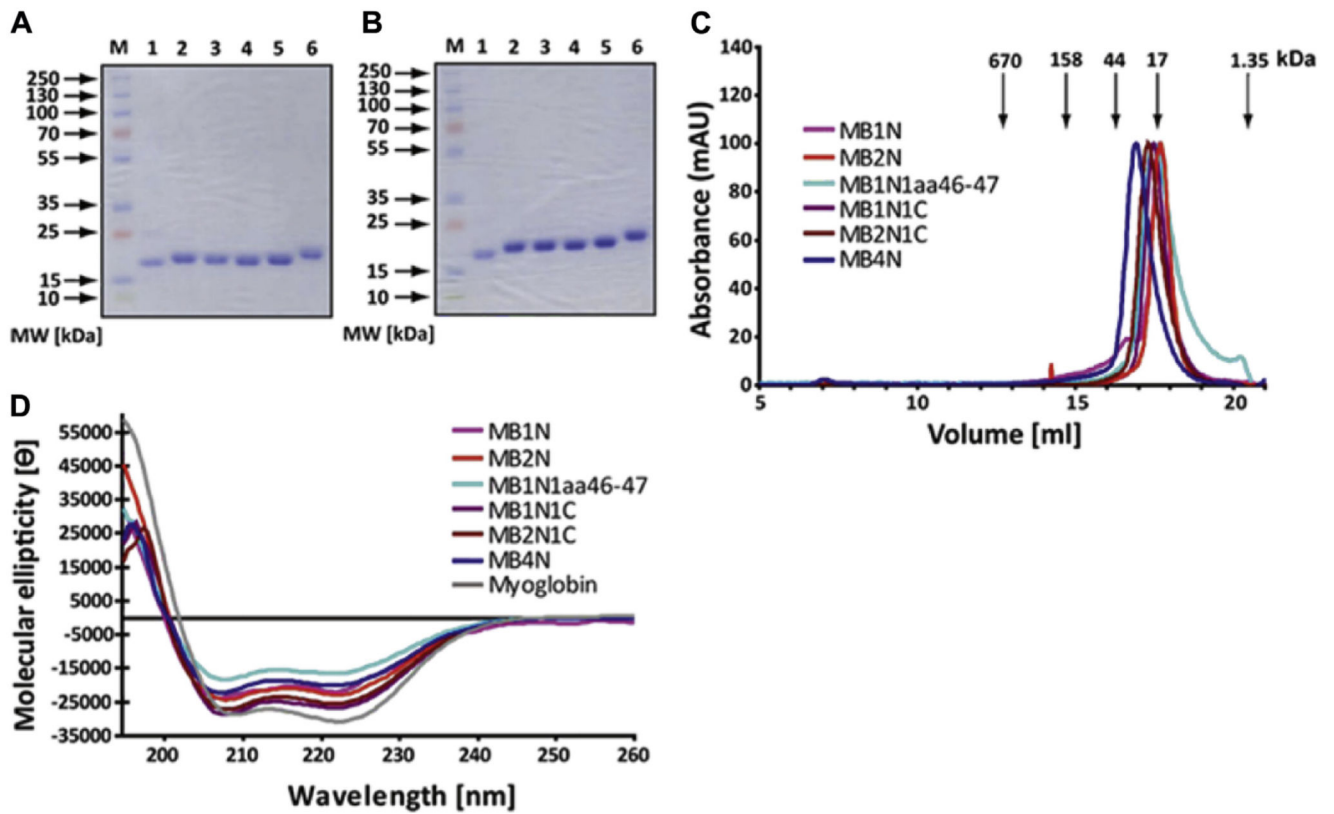 A
M 1 2 3 4 5 6
250
130
100
70
55
35
25
15
10
MW [kDa]
B
M 1 2 3 4 5 6
250
130
100
70
55
35
25
15
10
MW [kDa]
C
140
120
100
80
60
40
20
0
Absorbance (mAU)
670 158 44 17 1.35 kDa
MB1N
MB2N
MB1N1aa46-47
MB1N1C
MB2N1C
MB4N
5 10 15 20
Volume [ml]
D
55000
45000
35000
25000
15000
5000
-5000
-15000
-25000
-35000
Molecular ellipticity [Θ]
MB1N
MB2N
MB1N1aa46-47
MB1N1C
MB2N1C
MB4N
Myoglobin
200 210 220 230 240 250 260
Wavelength [nm]